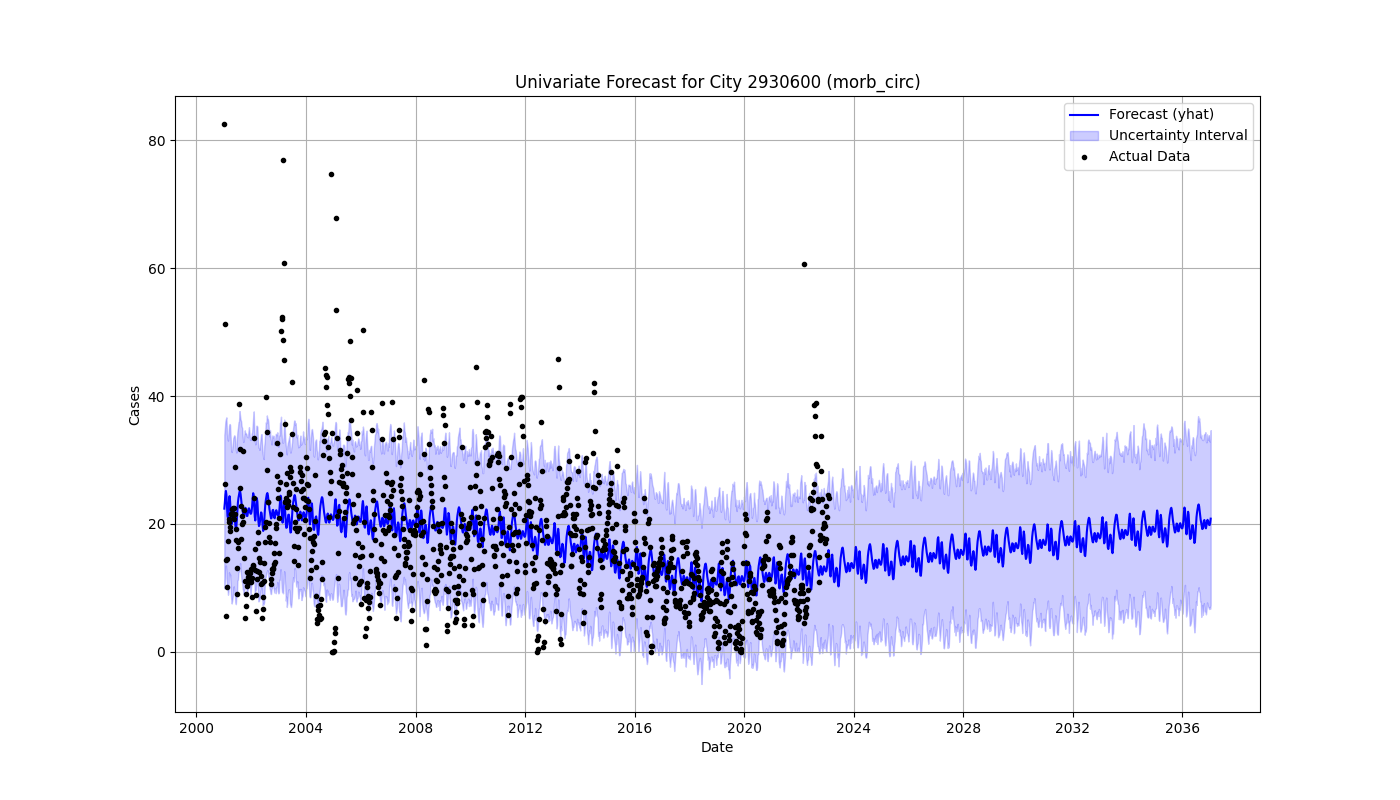 Univariate Forecast for City 2930600 (morb_circ)
Forecast (yhat)
Uncertainty Interval
Actual Data
80
60
40
20
0
Cases
2000 2004 2008 2012 2016 2020 2024 2028 2032 2036
Date